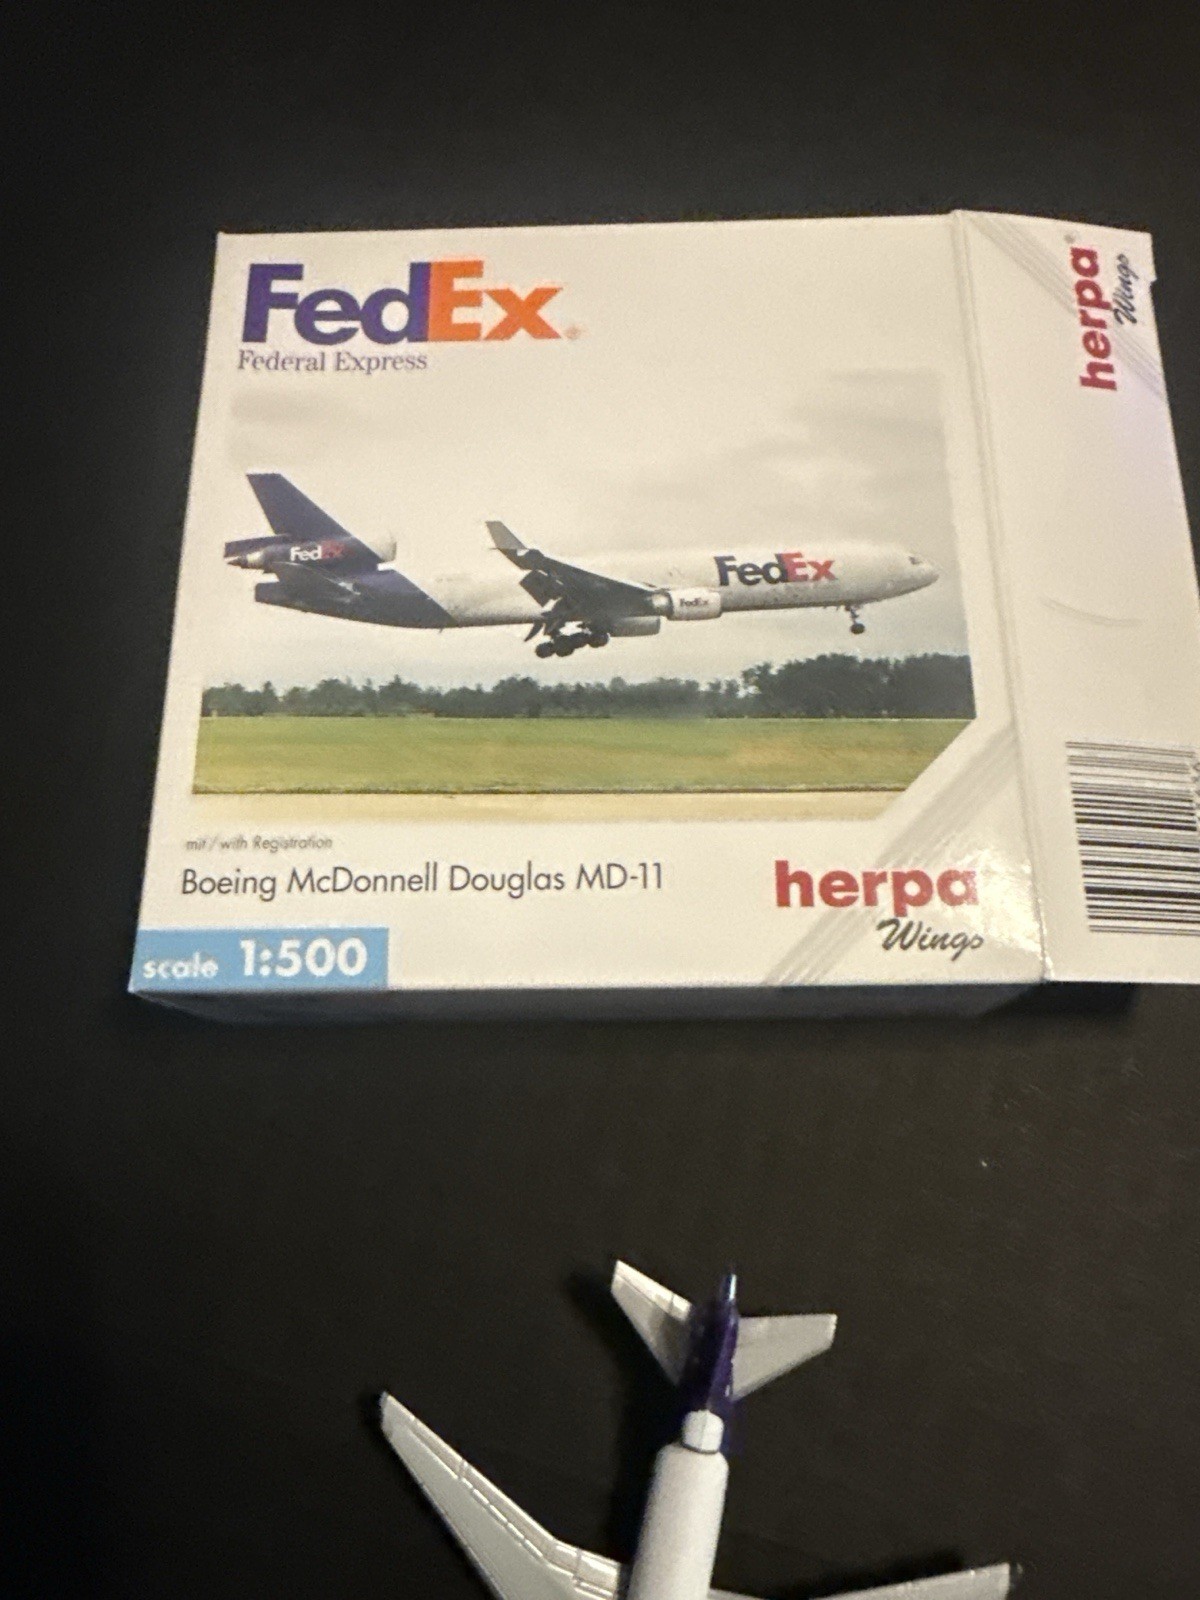 FedEx®
Federal Express
FedEx
FedEx
FedEx
mit / with Registration
Boeing McDonnell Douglas MD-11
herpa
Wings
scale 1:500
herpa®
Wings